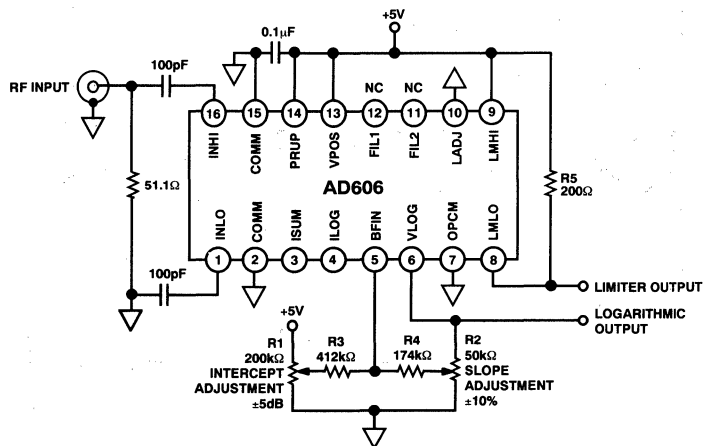 +5V
0.1µF
100pF
NC NC
RF INPUT
16 15 14 13 12 11 10 9
INHI COMM PRUP VPOS FIL1 FIL2 LADJ LMHI
R5
200Ω
51.1Ω
AD606
INLO COMM ISUM ILOG BFIN VLOG OPCM LMLO
1 2 3 4 5 6 7 8
100pF
LIMITER OUTPUT
LOGARITHMIC
OUTPUT
+5V
R1
200kΩ
INTERCEPT
ADJUSTMENT
±5dB
R3
412kΩ
R4
174kΩ
R2
50kΩ
SLOPE
ADJUSTMENT
±10%